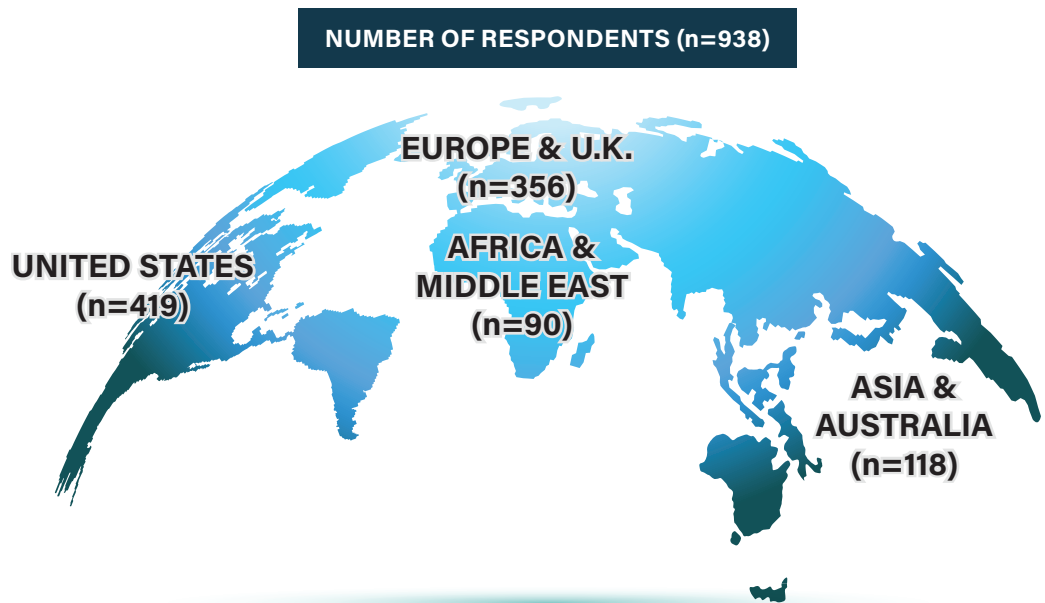 NUMBER OF RESPONDENTS (n=938)
EUROPE & U.K.
(n=356)
UNITED STATES
(n=419)
AFRICA &
MIDDLE EAST
(n=90)
ASIA &
AUSTRALIA
(n=118)